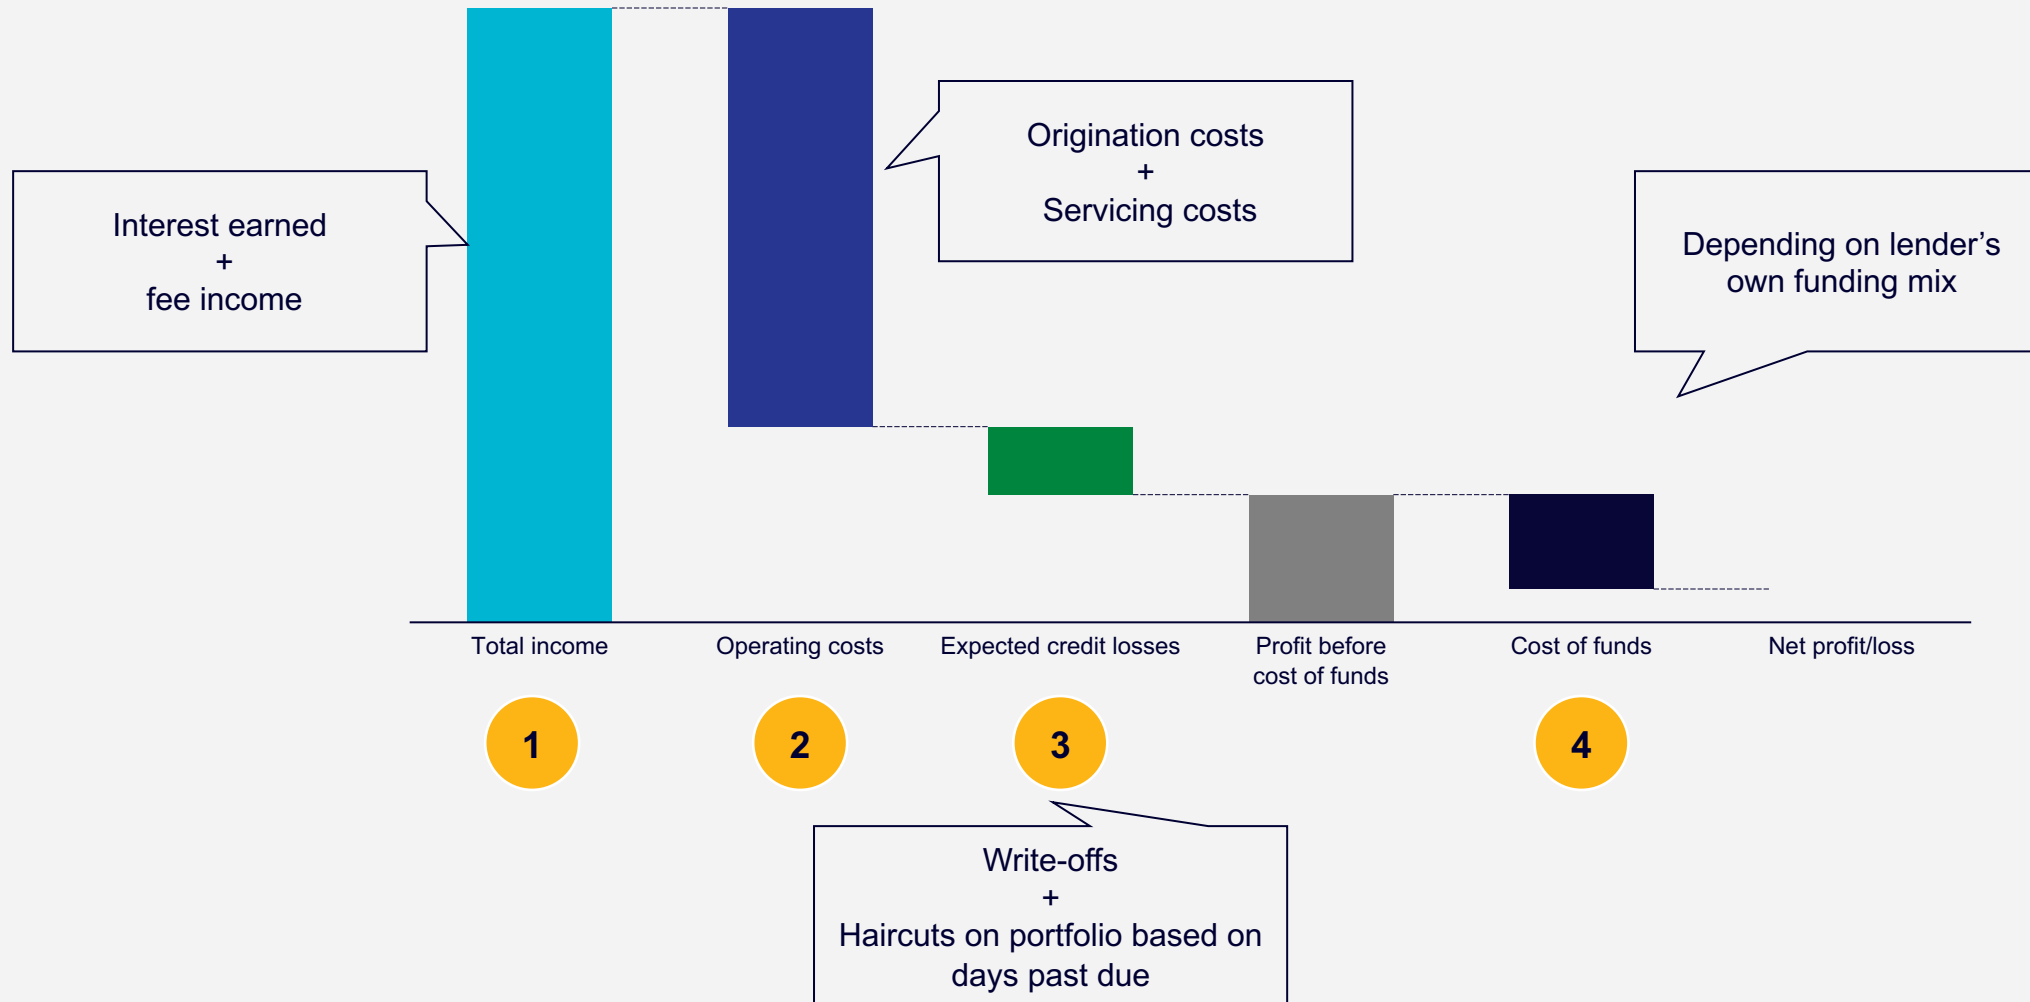 Origination costs
+
Servicing costs
Interest earned
+
fee income
Depending on lender’s
own funding mix
Total income
Operating costs
Expected credit losses
Profit before
cost of funds
Cost of funds
Net profit/loss
1
2
3
4
Write-offs
+
Haircuts on portfolio based on
days past due